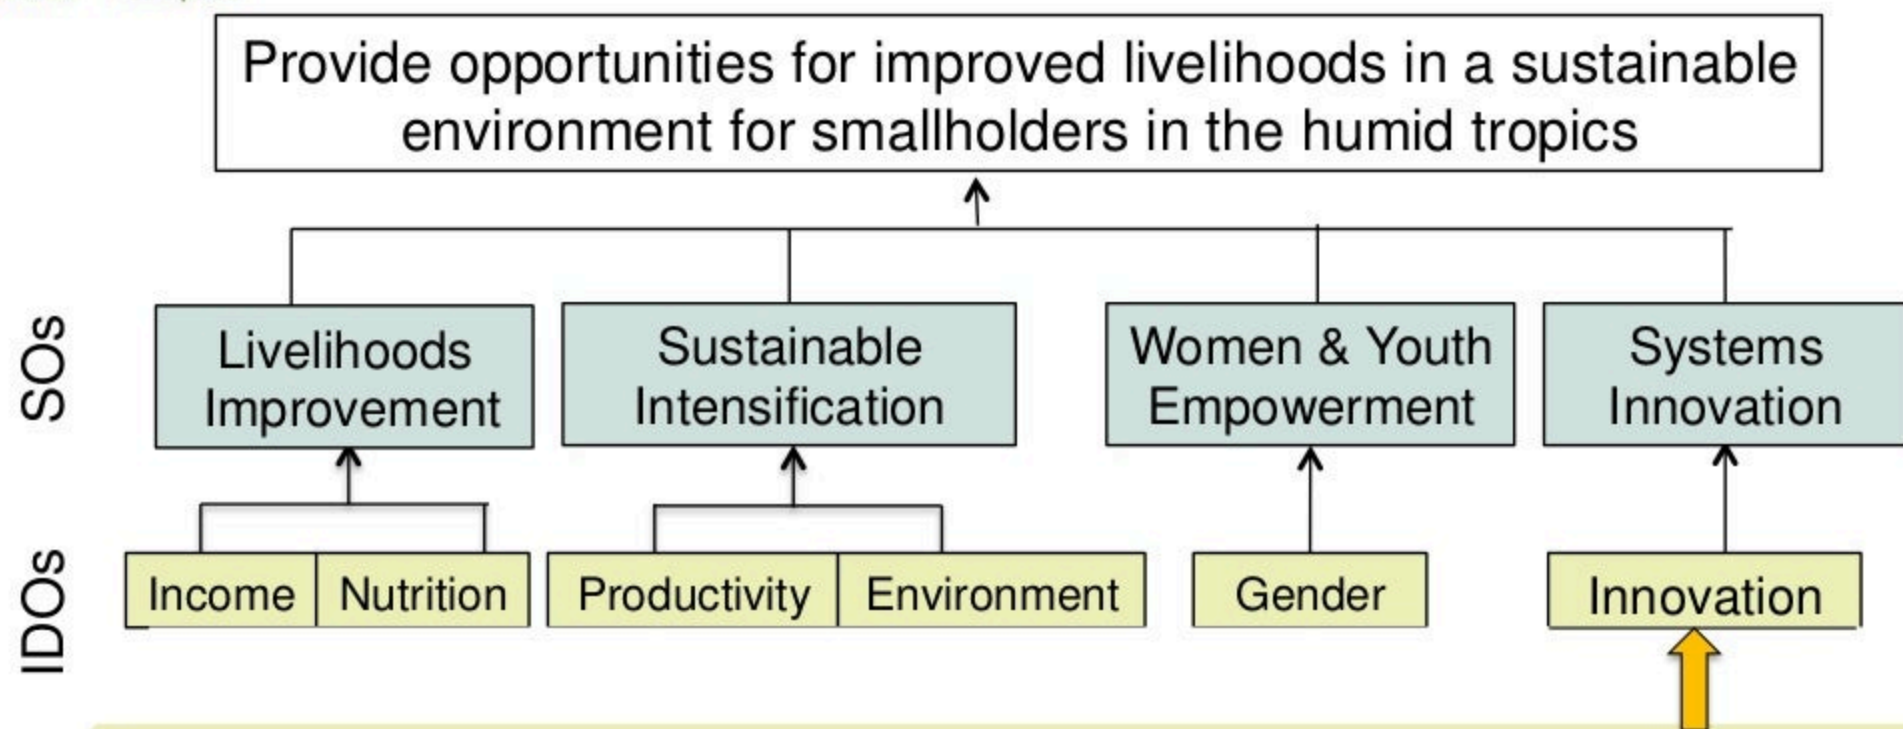 Provide opportunities for improved livelihoods in a sustainable
environment for smallholders in the humid tropics
SOs
Livelihoods
Improvement
Sustainable
Intensification
Women & Youth
Empowerment
Systems
Innovation
IDOs
Income
Nutrition
Productivity
Environment
Gender
Innovation